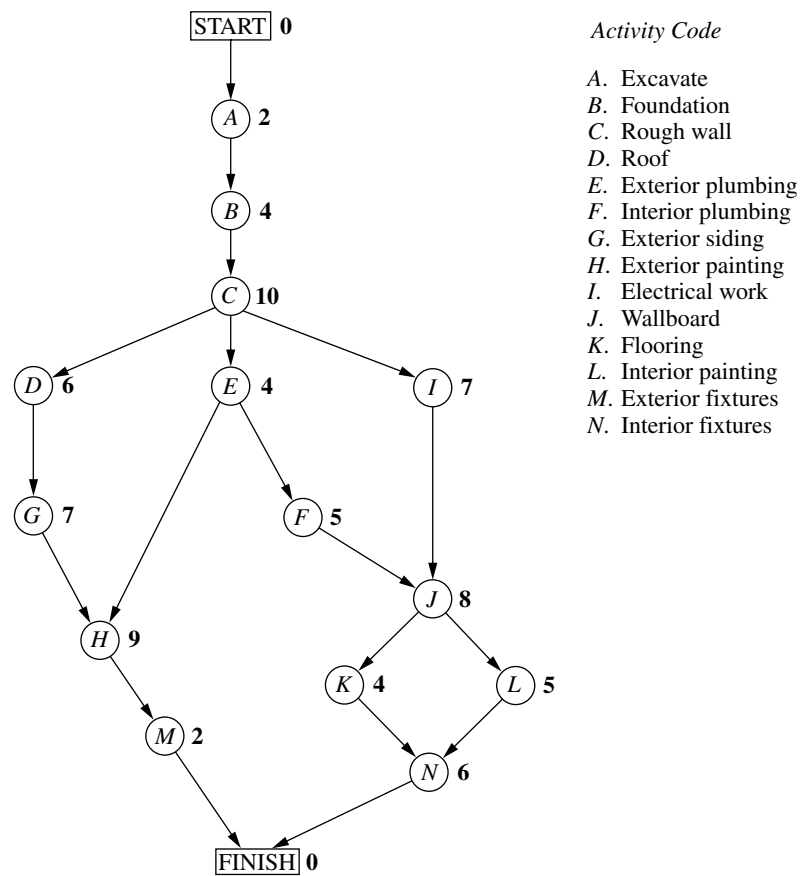 START 0
Activity Code
A. Excavate
A 2
B. Foundation
C. Rough wall
D. Roof
E. Exterior plumbing
B 4
F. Interior plumbing
G. Exterior siding
H. Exterior painting
C 10
I. Electrical work
J. Wallboard
K. Flooring
L. Interior painting
D 6 E 4 I 7
M. Exterior fixtures
N. Interior fixtures
G 7 F 5
J 8
H 9
K 4 L 5
M 2
N 6
FINISH 0